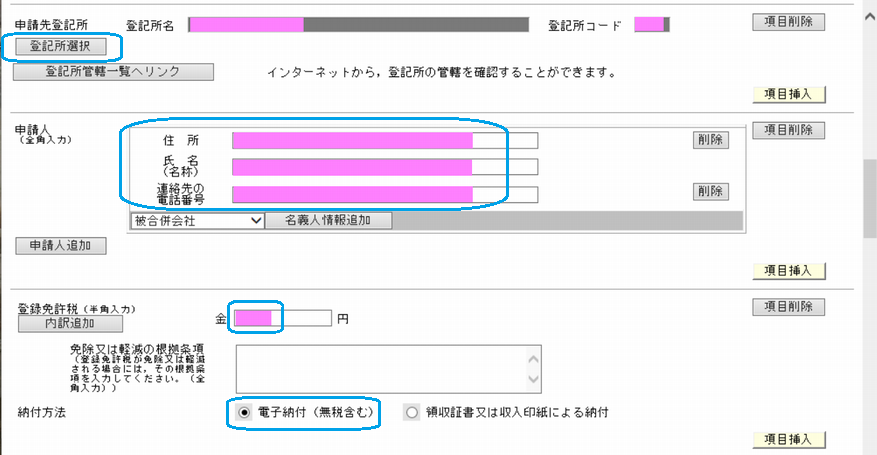 申請先登記所 登記所名 登記所コード 項目削除
登記所選択
登記所管轄一覧へリンク インターネットから，登記所の管轄を確認することができます。
項目挿入
申請人
（全角入力）
住　所 削除 項目削除
氏　名
（名称）
連絡先の
電話番号 削除
被合併会社 名義人情報追加
申請人追加
項目挿入
登録免許税（半角入力） 金 円 項目削除
内訳追加
免除又は軽減の根拠条項
（登録免許税が免除又は軽減
される場合には，その根拠条
項を入力してください。（全
角入力））
納付方法 電子納付（無税含む） 領収証書又は収入印紙による納付
項目挿入